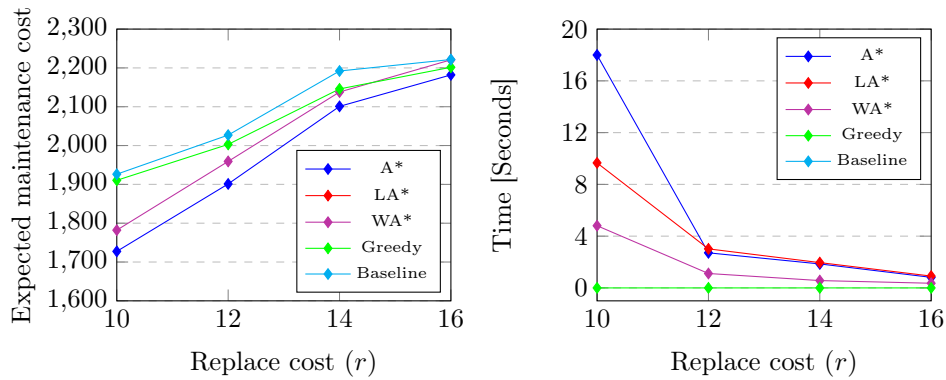 Expected maintenance cost
2,300
2,200
2,100
2,000
1,900
1,800
1,700
1,600
10 12 14 16
Replace cost (r)
A*
LA*
WA*
Greedy
Baseline
Time [Seconds]
20
16
12
8
4
0
10 12 14 16
Replace cost (r)
A*
LA*
WA*
Greedy
Baseline